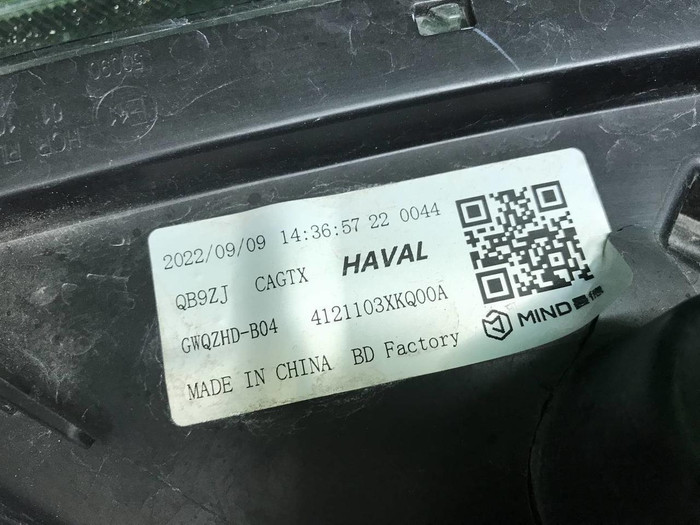 2022/09/09 14:36:57 22 0044
QB9ZJ CAGTX HAVAL
GWQZHD-B04 4121103XKQ00A
MIND
MADE IN CHINA BD Factory